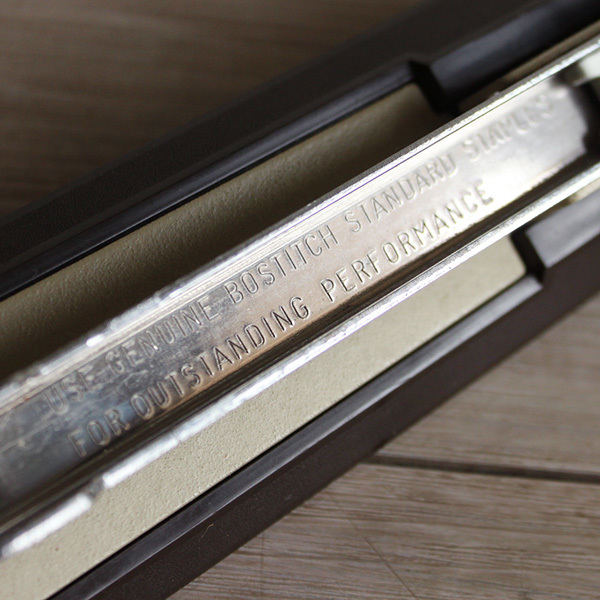 USE GENUINE BOSTITCH STANDARD STAPLES
FOR OUTSTANDING PERFORMANCE